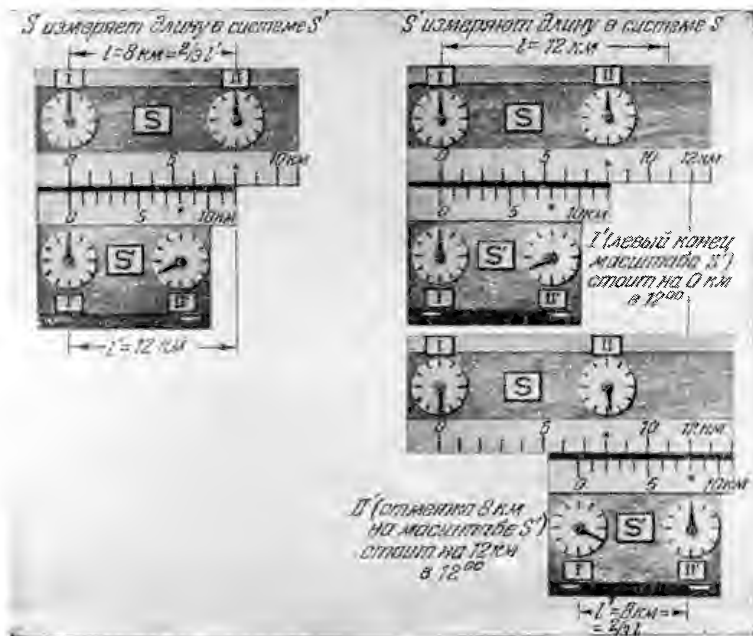 S измеряет длину в системе S'
l=8 км=2/3 l'
I II
S
0 5 10 км
0 5 10 км
S'
I' II'
l'=12 км
S' измеряют длину в системе S
l=12 км
I II
S
0 5 10 12 км
0 5 10 км
S'
I' II'
I' (левый конец
масштаба S')
стоит на 0 км
в 12⁰⁰
I II
S
0 5 10 12 км
0 5 10 км
II' (отметка 8 км
на масштабе S')
стоит на 12 км
в 12⁰⁰
S'
I' II'
l'=8 км=
=2/3 l